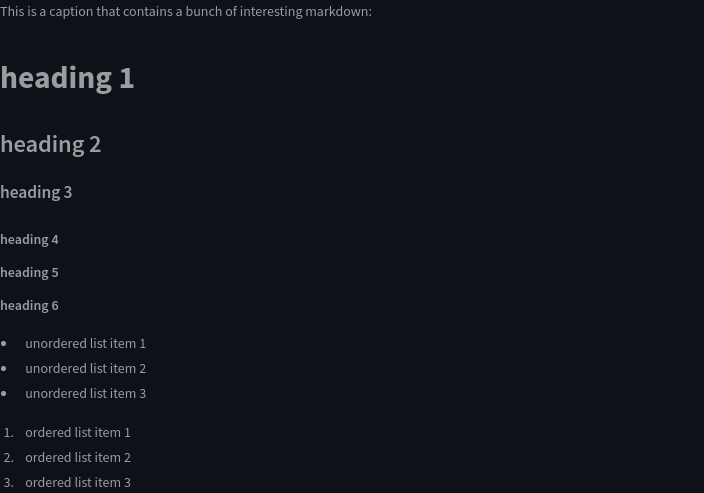 This is a caption that contains a bunch of interesting markdown:
heading 1
heading 2
heading 3
heading 4
heading 5
heading 6
• unordered list item 1
• unordered list item 2
• unordered list item 3
1. ordered list item 1
2. ordered list item 2
3. ordered list item 3